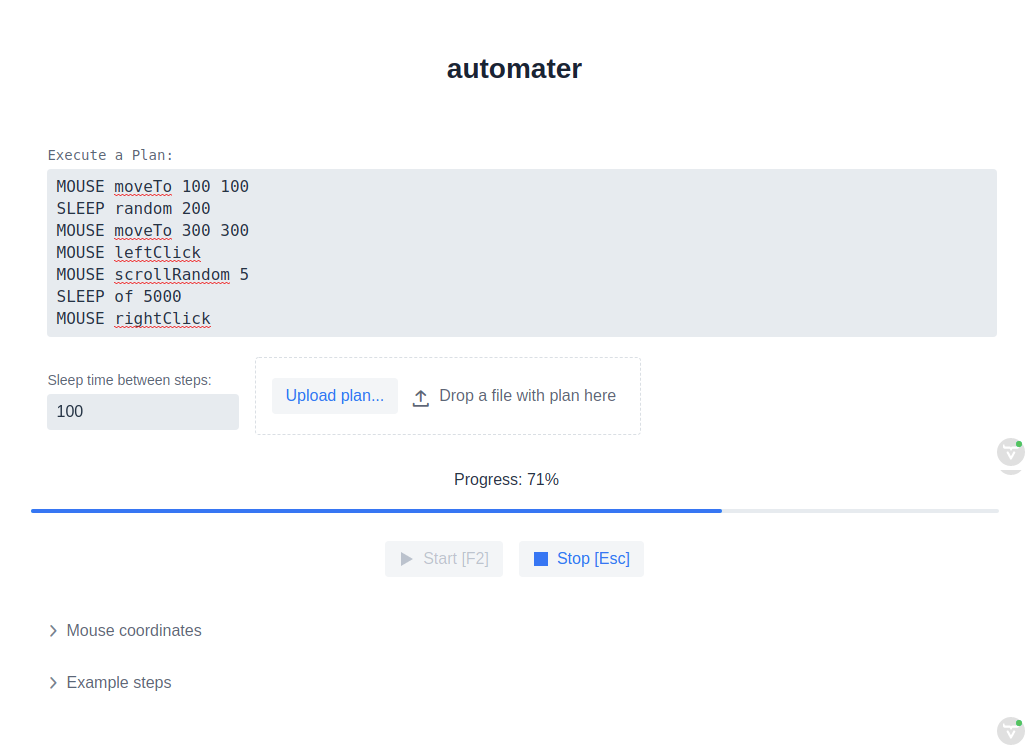 automater
Execute a Plan:
MOUSE moveTo 100 100
SLEEP random 200
MOUSE moveTo 300 300
MOUSE leftClick
MOUSE scrollRandom 5
SLEEP of 5000
MOUSE rightClick
Sleep time between steps:
100
Upload plan...
Drop a file with plan here
Progress: 71%
Start [F2]
Stop [Esc]
Mouse coordinates
Example steps